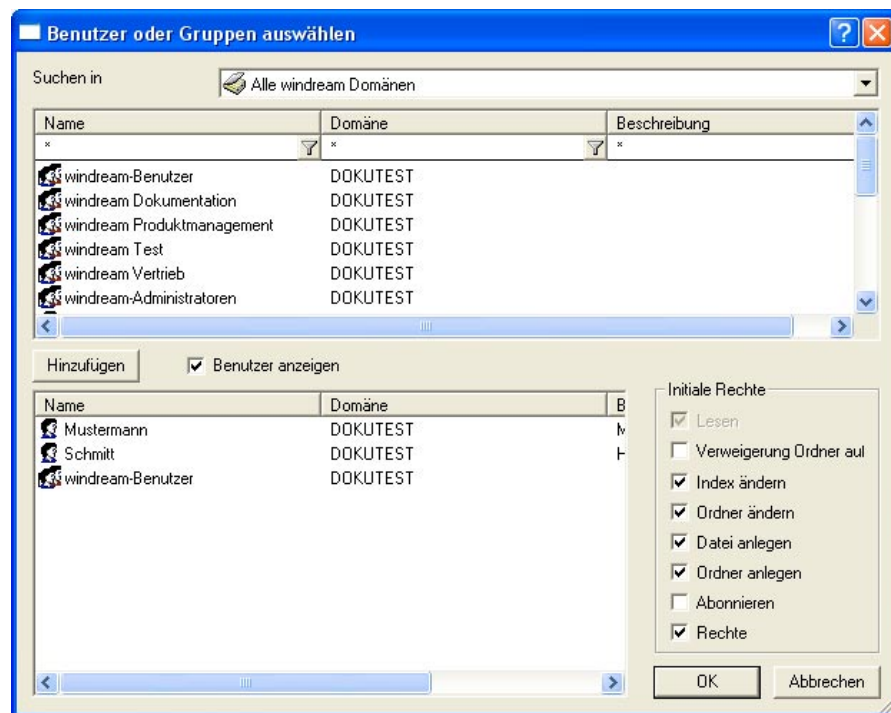 Benutzer oder Gruppen auswählen
Suchen in
Alle windream Domänen
Name Domäne Beschreibung
* * *
windream-Benutzer DOKUTEST
windream Dokumentation DOKUTEST
windream Produktmanagement DOKUTEST
windream Test DOKUTEST
windream Vertrieb DOKUTEST
windream-Administratoren DOKUTEST
Hinzufügen Benutzer anzeigen
Name Domäne B
Mustermann DOKUTEST M
Schmitt DOKUTEST H
windream-Benutzer DOKUTEST
Initiale Rechte
Lesen
Verweigerung Ordner aul
Index ändern
Ordner ändern
Datei anlegen
Ordner anlegen
Abonnieren
Rechte
OK Abbrechen